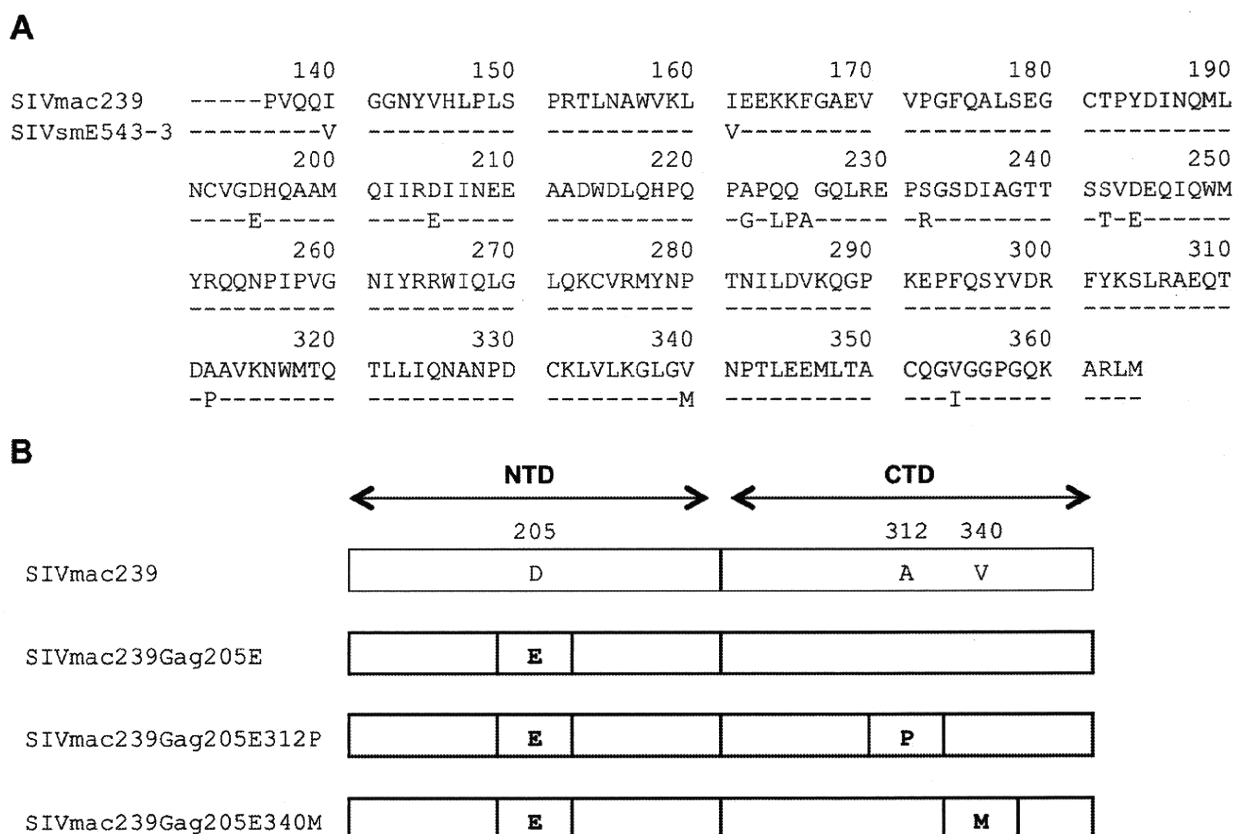 A
140 150 160 170 180 190
SIVmac239 -----PVQQI GGNYVHLPLS PRTLNAWVKL IEEKKFGAEV VPGFQALSEG CTPYDINQML
SIVsmE543-3 ---------V ---------- ---------- V--------- ---------- ----------
200 210 220 230 240 250
NCVGDHQAAM QIIRDIINEE AADWDLQHPQ PAPQQ GQLRE PSGSDIAGTT SSVDEQIQWM
----E----- ----E----- ---------- -G-LPA----- --R------- --T-E-----
260 270 280 290 300 310
YRQQNPIPVG NIYRRWIQLG LQKCVRMYNP TNILDVKQGP KEPFQSYVDR FYKSLRAEQT
---------- ---------- ---------- ---------- ---------- ----------
320 330 340 350 360
DAAVKNWMTQ TLLIQNANPD CKLVLKGLGV NPTLEEMLTA CQGVGGPGQK ARLM
-P-------- ---------- ---------M ---------- ---I------ ----
B
NTD CTD
205 312 340
SIVmac239 D A V
SIVmac239Gag205E E
SIVmac239Gag205E312P E P
SIVmac239Gag205E340M E M